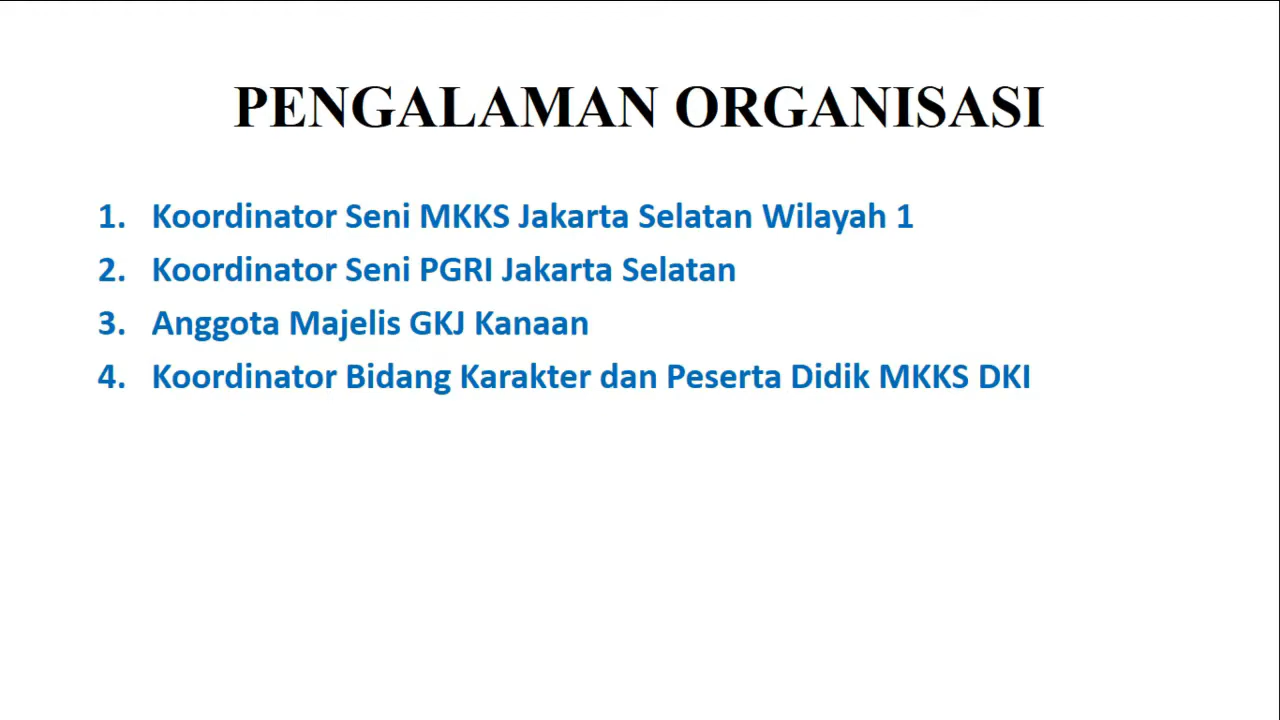 PENGALAMAN ORGANISASI
1. Koordinator Seni MKKS Jakarta Selatan Wilayah 1
2. Koordinator Seni PGRI Jakarta Selatan
3. Anggota Majelis GKJ Kanaan
4. Koordinator Bidang Karakter dan Peserta Didik MKKS DKI